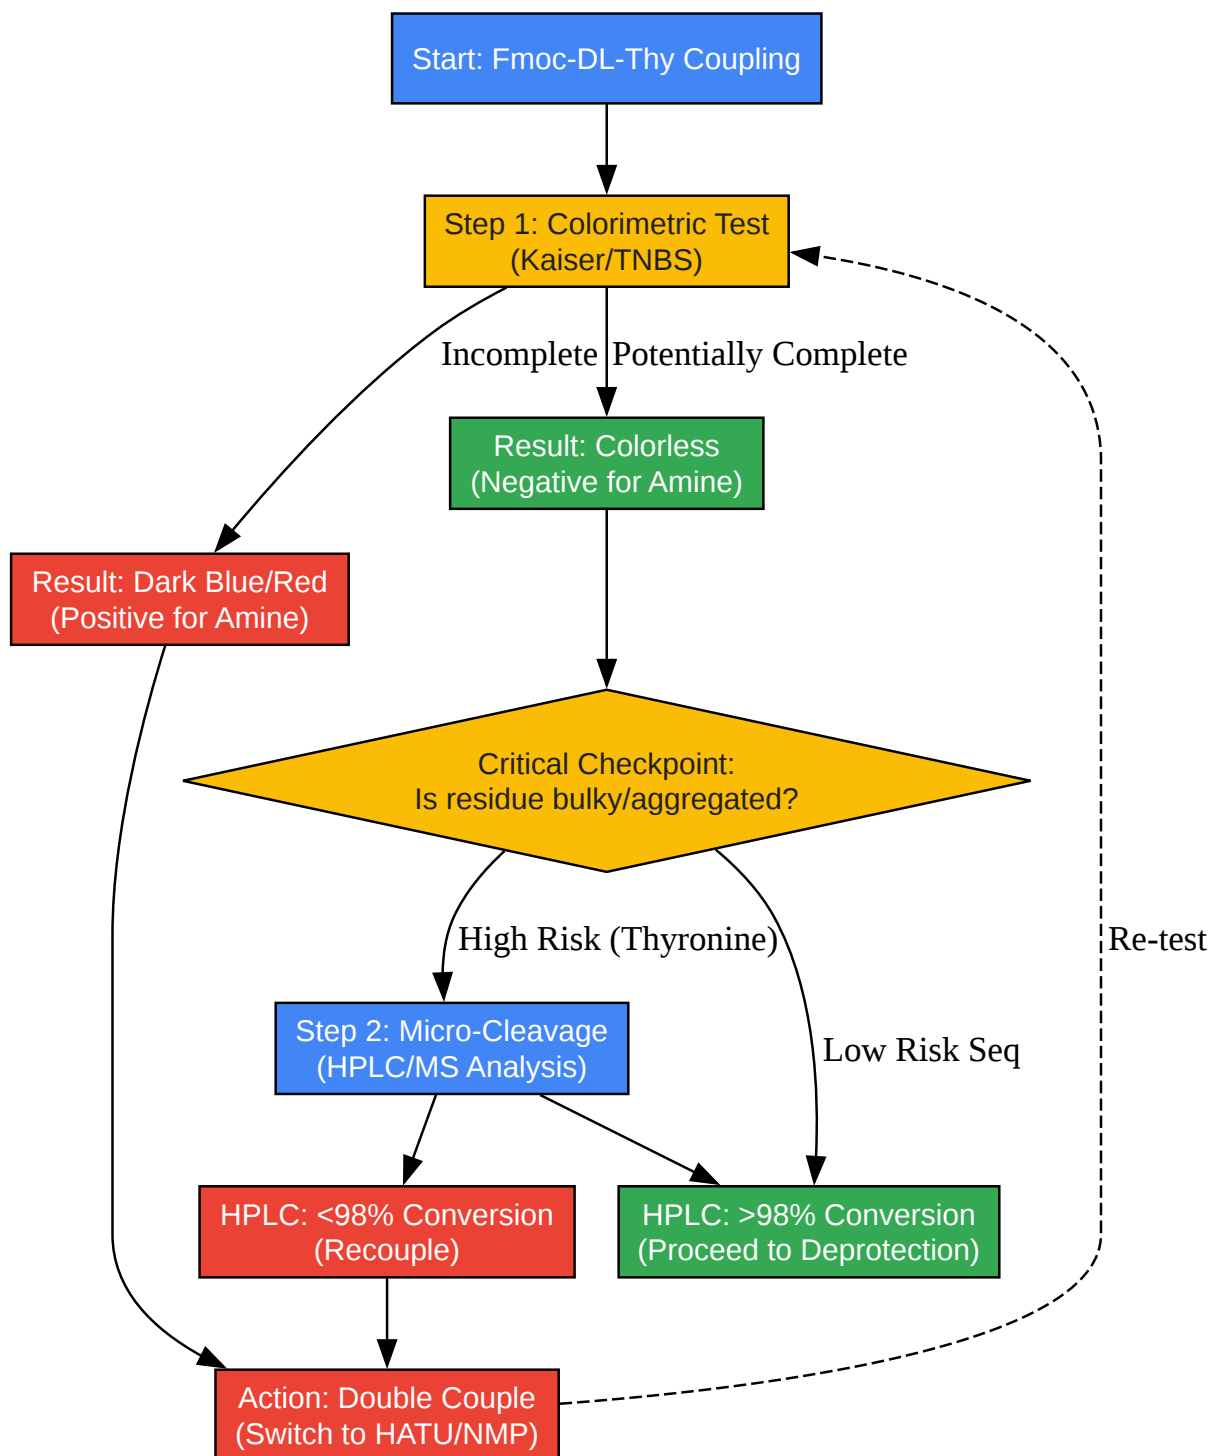 Start: Fmoc-DL-Thy Coupling
Step 1: Colorimetric Test
(Kaiser/TNBS)
Incomplete
Potentially Complete
Result: Colorless
(Negative for Amine)
Result: Dark Blue/Red
(Positive for Amine)
Critical Checkpoint:
Is residue bulky/aggregated?
High Risk (Thyronine)
Re-test
Step 2: Micro-Cleavage
(HPLC/MS Analysis)
Low Risk Seq
HPLC: <98% Conversion
(Recouple)
HPLC: >98% Conversion
(Proceed to Deprotection)
Action: Double Couple
(Switch to HATU/NMP)